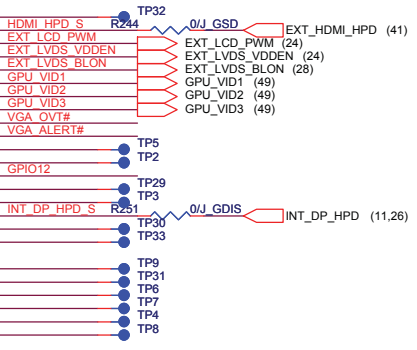 TP32
HDMI_HPD_S R244 0/J_GSD EXT_HDMI_HPD (41)
EXT_LCD_PWM EXT_LCD_PWM (24)
EXT_LVDS_VDDEN EXT_LVDS_VDDEN (24)
EXT_LVDS_BLON EXT_LVDS_BLON (28)
GPU_VID1 GPU_VID1 (49)
GPU_VID2 GPU_VID2 (49)
GPU_VID3 GPU_VID3 (49)
VGA_OVT#
VGA_ALERT#
TP5
TP2
GPIO12
TP29
TP3
INT_DP_HPD_S R251 0/J_GDIS INT_DP_HPD (11,26)
TP30
TP33
TP9
TP31
TP6
TP7
TP4
TP8